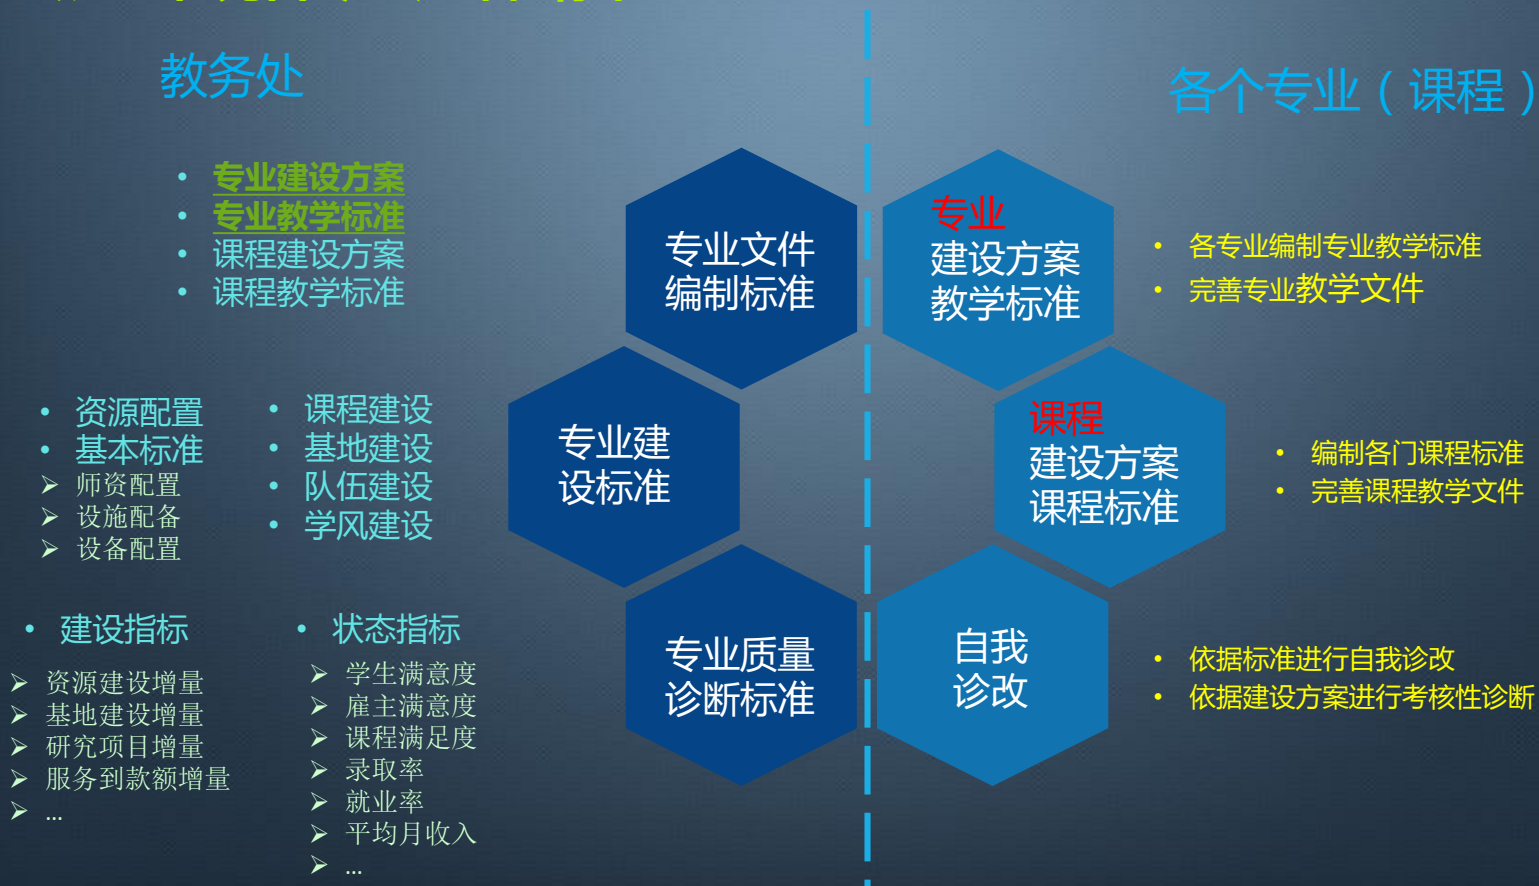 教务处
各个专业（课程）
• 专业建设方案
• 专业教学标准
• 课程建设方案
• 课程教学标准
专业文件
编制标准
专业
建设方案
教学标准
• 各专业编制专业教学标准
• 完善专业教学文件
• 资源配置
• 基本标准
➢ 师资配置
➢ 设施配备
➢ 设备配置
• 课程建设
• 基地建设
• 队伍建设
• 学风建设
专业建
设标准
课程
建设方案
课程标准
• 编制各门课程标准
• 完善课程教学文件
• 建设指标
➢ 资源建设增量
➢ 基地建设增量
➢ 研究项目增量
➢ 服务到款额增量
➢ ...
• 状态指标
➢ 学生满意度
➢ 雇主满意度
➢ 课程满足度
➢ 录取率
➢ 就业率
➢ 平均月收入
➢ ...
专业质量
诊断标准
自我
诊改
• 依据标准进行自我诊改
• 依据建设方案进行考核性诊断